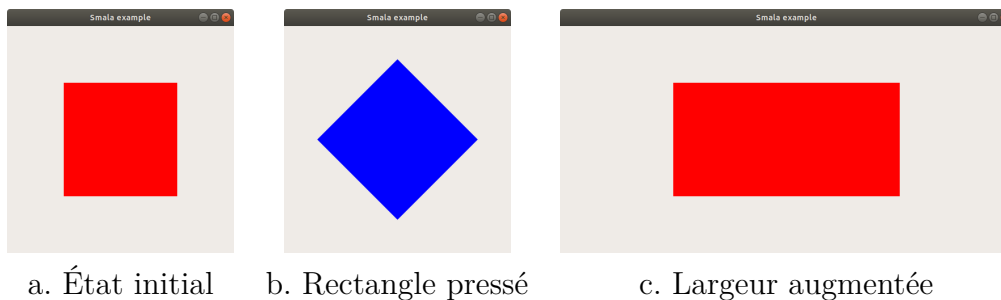 Smala example
Smala example
Smala example
a. État initial
b. Rectangle pressé
c. Largeur augmentée